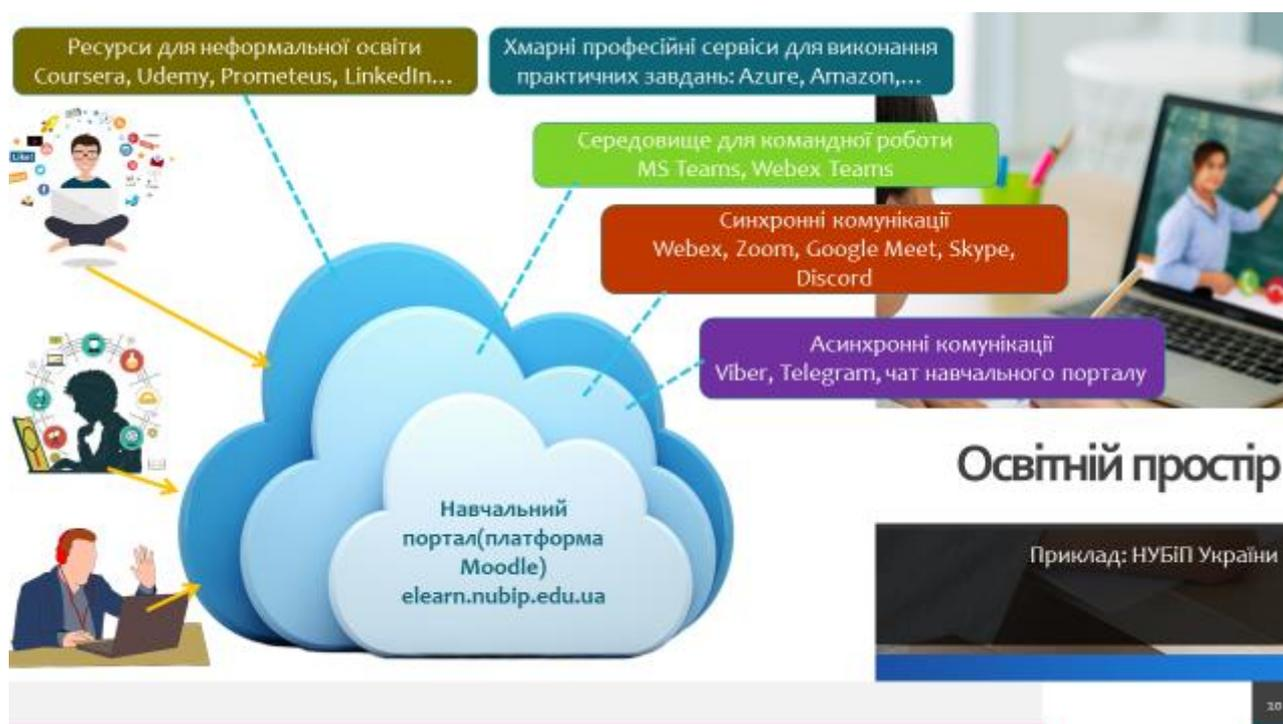 Ресурси для неформальної освіти
Coursera, Udemy, Prometeus, LinkedIn...
Хмарні професійні сервіси для виконання
практичних завдань: Azure, Amazon,...
Середовище для командної роботи
MS Teams, Webex Teams
Синхронні комунікації
Webex, Zoom, Google Meet, Skype,
Discord
Асинхронні комунікації
Viber, Telegram, чат навчального порталу
Навчальний
портал(платформа
Moodle)
elearn.nubip.edu.ua
Освітній простір
Приклад: НУБіП України
Like!
20